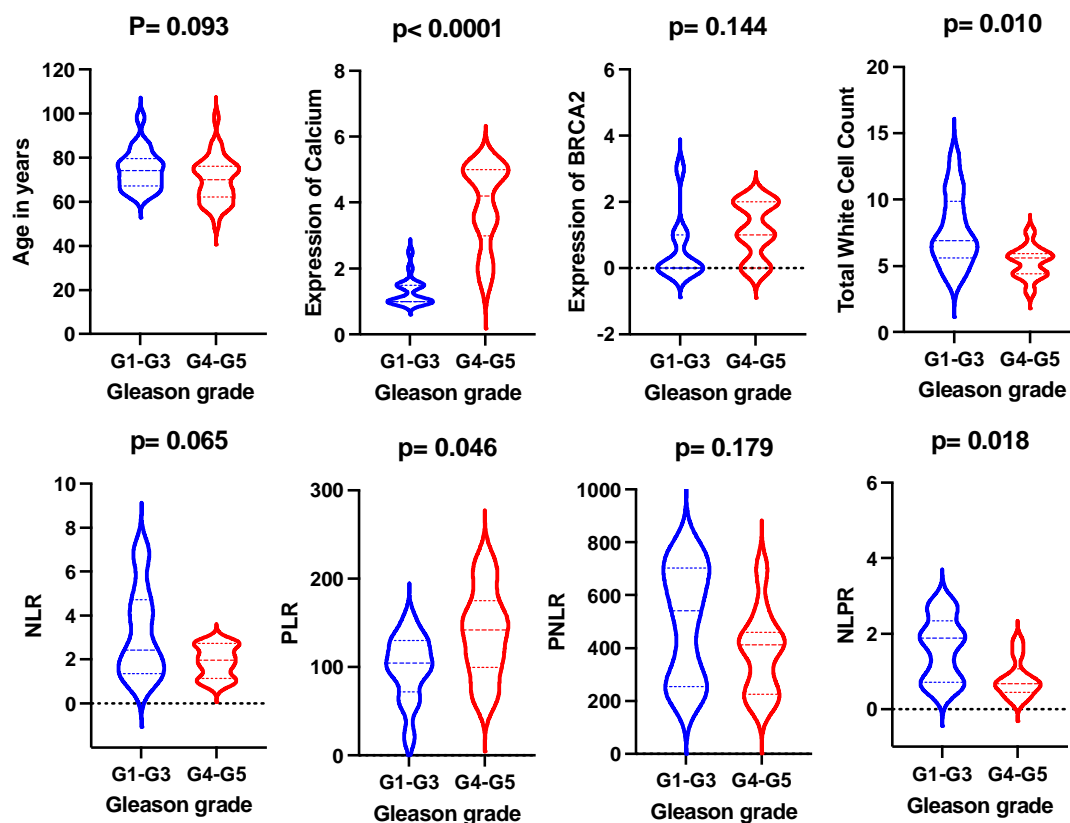 P= 0.093
p< 0.0001
p= 0.144
p= 0.010
Age in years
120
100
80
60
40
20
0
G1-G3 G4-G5
Gleason grade
Expression of Calcium
8
6
4
2
0
G1-G3 G4-G5
Gleason grade
Expression of BRCA2
6
4
2
0
-2
G1-G3 G4-G5
Gleason grade
Total White Cell Count
20
15
10
5
0
G1-G3 G4-G5
Gleason grade
p= 0.065
p= 0.046
p= 0.179
p= 0.018
NLR
10
8
6
4
2
0
G1-G3 G4-G5
Gleason grade
PLR
300
200
100
0
G1-G3 G4-G5
Gleason grade
PNLR
1000
800
600
400
200
0
G1-G3 G4-G5
Gleason grade
NLPR
6
4
2
0
G1-G3 G4-G5
Gleason grade